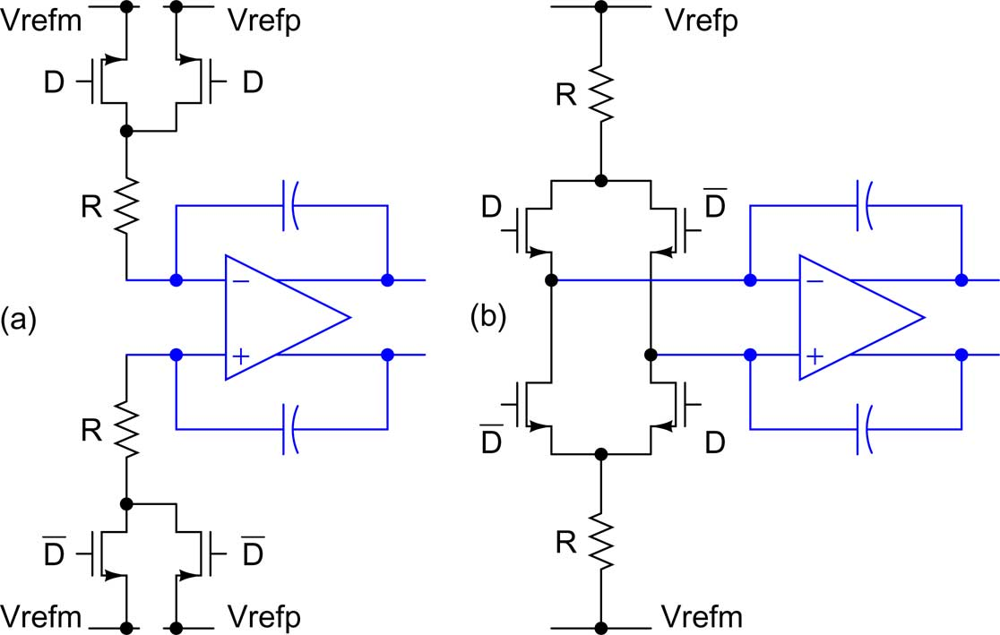 Vrefm Vrefp
D D
R
(a)
− +
R
D̅ D̅
Vrefm Vrefp
Vrefp
R
D D̅
(b)
− +
D̅ D
R
Vrefm